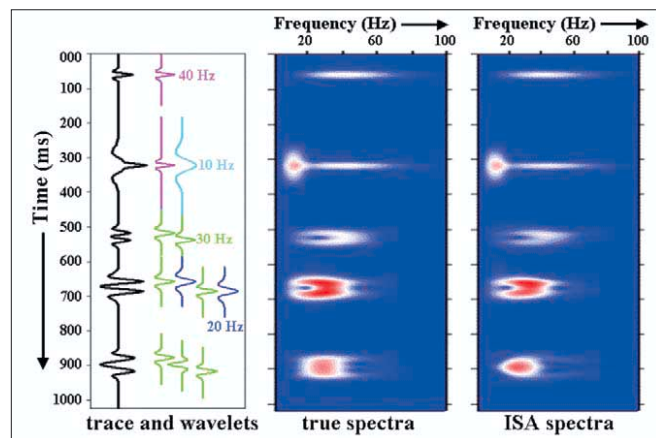 Frequency (Hz)
Frequency (Hz)
20 60 100
20 60 100
000
100
200
300
400
500
600
700
800
900
1000
Time (ms)
40 Hz
10 Hz
30 Hz
20 Hz
trace and wavelets
true spectra
ISA spectra